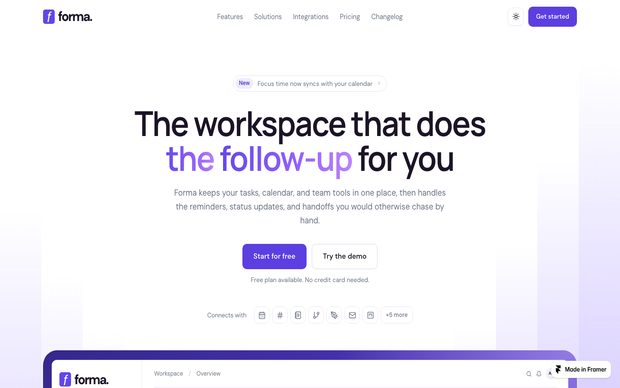 forma.
Features
Solutions
Integrations
Pricing
Changelog
Get started
New Focus time now syncs with your calendar
The workspace that does
the follow-up for you
Forma keeps your tasks, calendar, and team tools in one place, then handles
the reminders, status updates, and handoffs you would otherwise chase by
hand.
Start for free
Try the demo
Free plan available. No credit card needed.
Connects with
+5 more
forma.
Workspace / Overview
Made in Framer